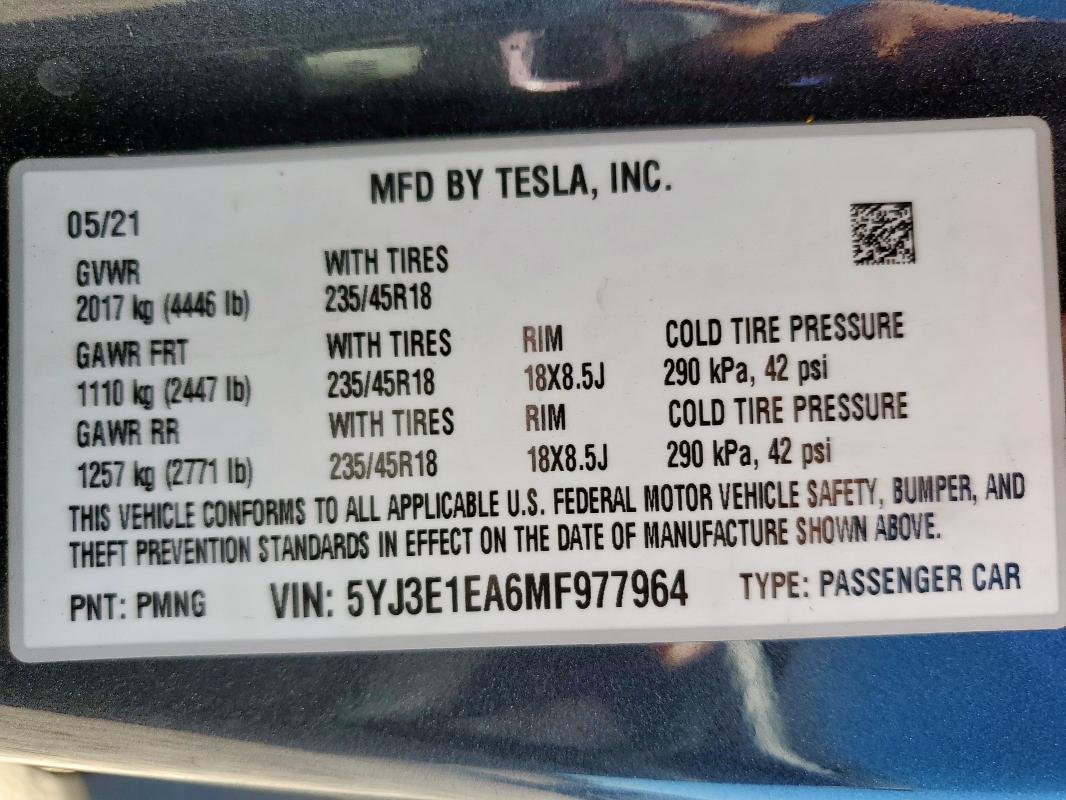 MFD BY TESLA, INC.
05/21
GVWR WITH TIRES
2017 kg (4446 lb) 235/45R18
GAWR FRT WITH TIRES RIM COLD TIRE PRESSURE
1110 kg (2447 lb) 235/45R18 18X8.5J 290 kPa, 42 psi
GAWR RR WITH TIRES RIM COLD TIRE PRESSURE
1257 kg (2771 lb) 235/45R18 18X8.5J 290 kPa, 42 psi
THIS VEHICLE CONFORMS TO ALL APPLICABLE U.S. FEDERAL MOTOR VEHICLE SAFETY, BUMPER, AND
THEFT PREVENTION STANDARDS IN EFFECT ON THE DATE OF MANUFACTURE SHOWN ABOVE.
PNT: PMNG VIN: 5YJ3E1EA6MF977964 TYPE: PASSENGER CAR